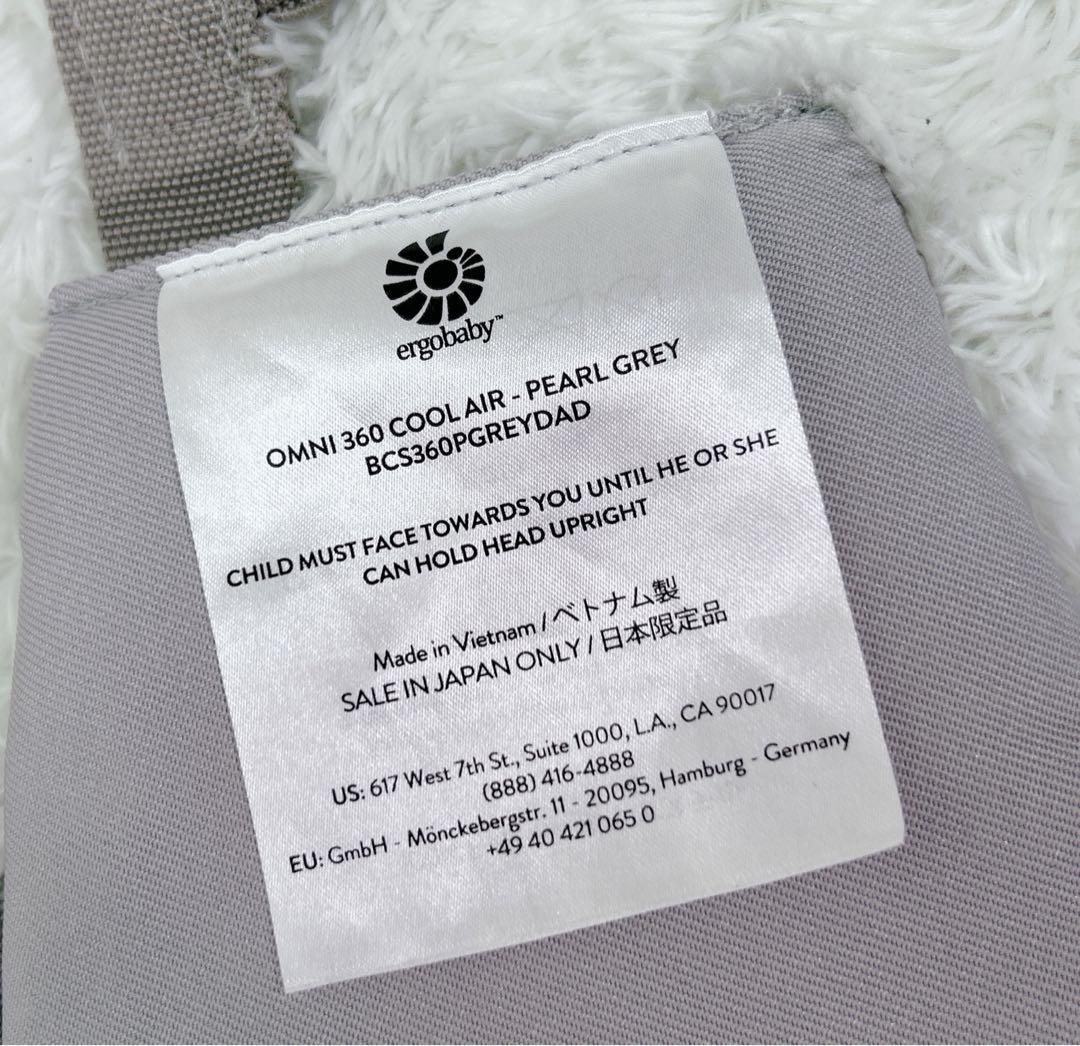 ergobaby™
OMNI 360 COOL AIR - PEARL GREY
BCS360PGREYDAD
CHILD MUST FACE TOWARDS YOU UNTIL HE OR SHE
CAN HOLD HEAD UPRIGHT
Made in Vietnam / ベトナム製
SALE IN JAPAN ONLY / 日本限定品
US: 617 West 7th St., Suite 1000, L.A., CA 90017
(888) 416-4888
EU: GmbH - Mönckebergstr. 11 - 20095, Hamburg - Germany
+49 40 421 065 0